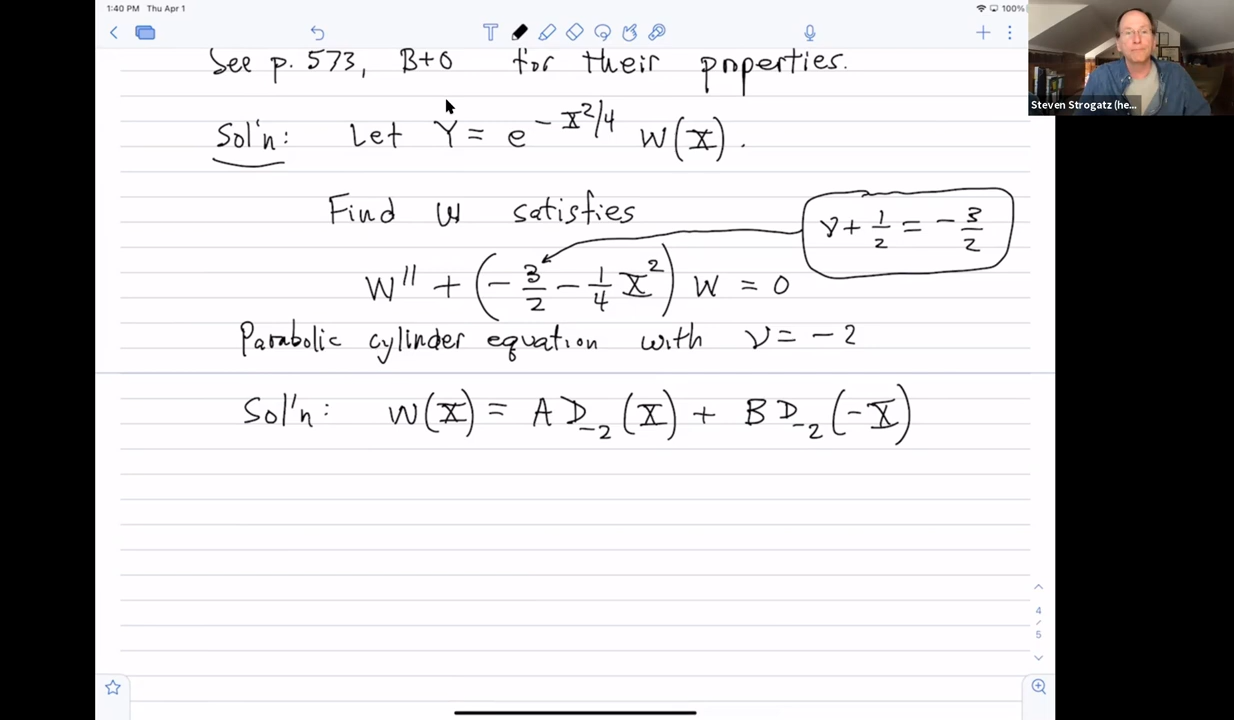 1:40 PM Thu Apr 1
100%
See p. 573, B+O for their properties.
Sol'n: Let Y = e^{-X²/4} W(X).
Find W satisfies
ν + 1/2 = -3/2
W'' + (-3/2 - 1/4 X²) W = 0
Parabolic cylinder equation with ν = -2
Sol'n: W(X) = A D₋₂(X) + B D₋₂(-X)
Steven Strogatz (he...
4
/
5